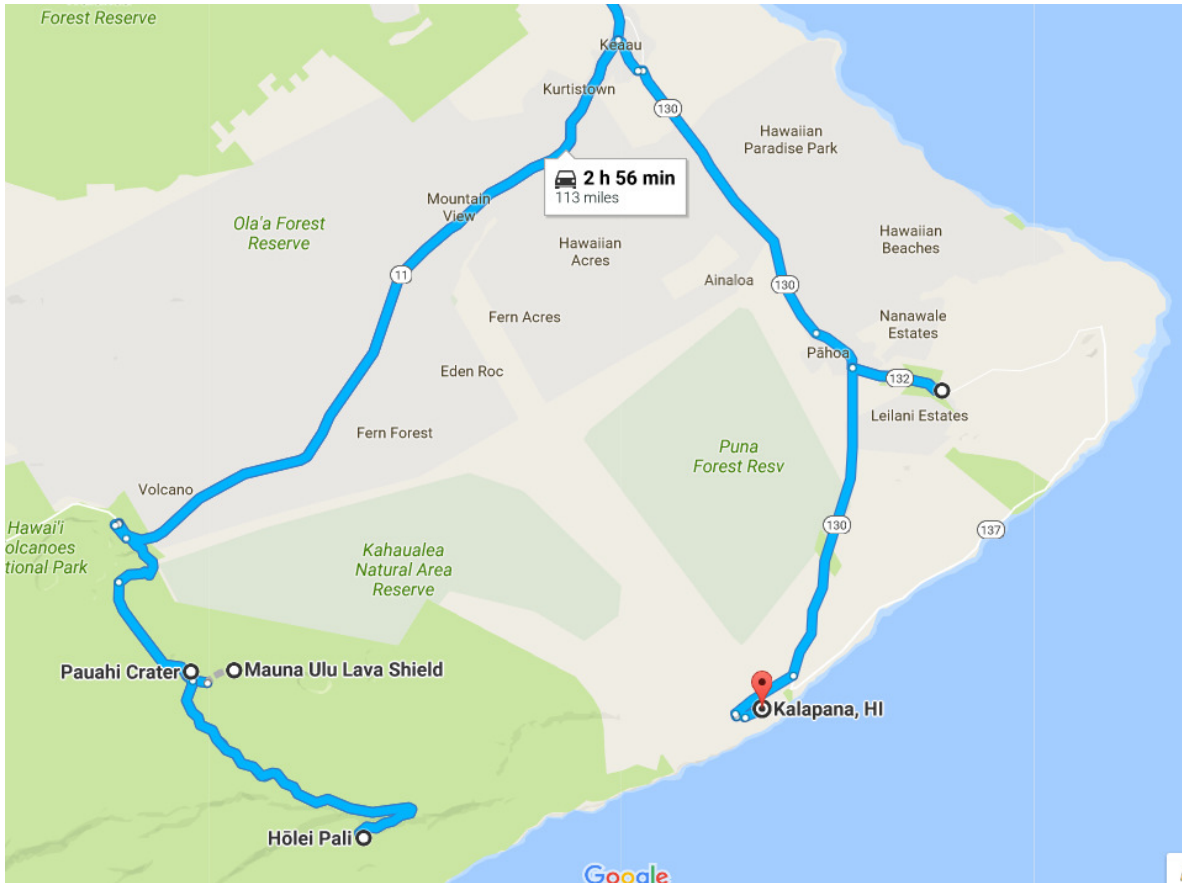 Forest Reserve
Keaau
Kurtistown
130
Hawaiian
Paradise Park
2 h 56 min
113 miles
Mountain
View
Ola'a Forest
Reserve
Hawaiian
Acres
Hawaiian
Beaches
11
Ainaloa
130
Fern Acres
Nanawale
Estates
Pāhoa
Eden Roc
132
Leilani Estates
Fern Forest
Puna
Forest Resv
Volcano
130
137
Hawai'i
olcanoes
tional Park
Kahaualea
Natural Area
Reserve
Pauahi Crater
Mauna Ulu Lava Shield
Kalapana, HI
Hōlei Pali
Google